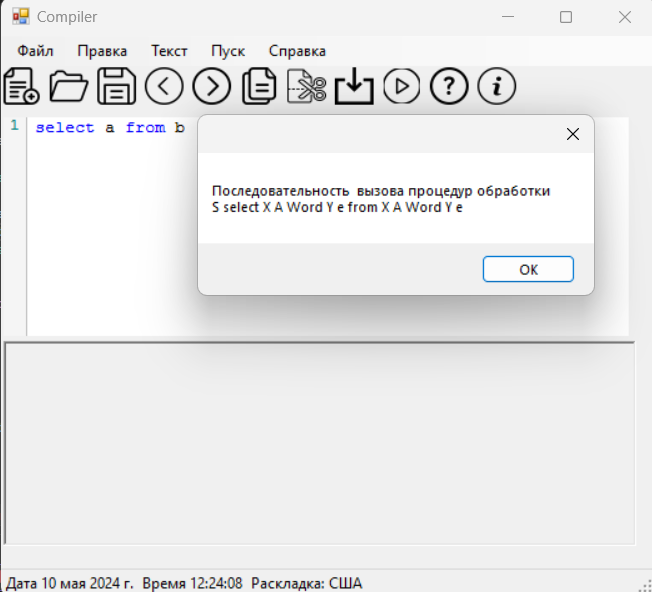 Compiler
Файл Правка Текст Пуск Справка
1 select a from b
Последовательность вызова процедур обработки
S select X A Word Y e from X A Word Y e
OK
Дата 10 мая 2024 г. Время 12:24:08 Раскладка: США